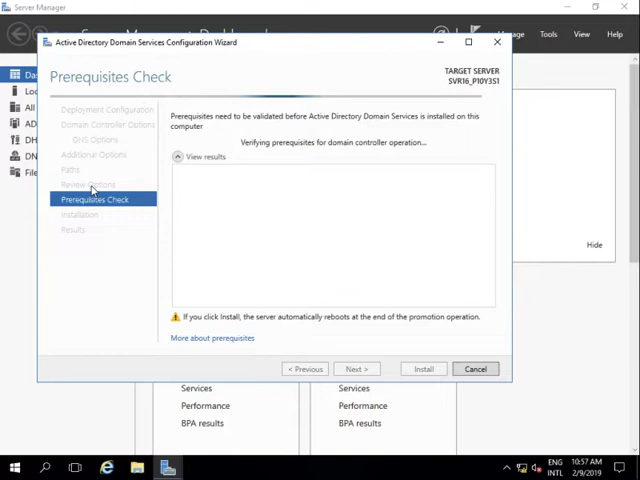 Server Manager
Manage Tools View Help
Active Directory Domain Services Configuration Wizard
Prerequisites Check
TARGET SERVER
SVR16_P10Y3S1
Deployment Configuration
Domain Controller Options
DNS Options
Additional Options
Paths
Review Options
Prerequisites Check
Installation
Results
Prerequisites need to be validated before Active Directory Domain Services is installed on this
computer
Verifying prerequisites for domain controller operation...
View results
If you click Install, the server automatically reboots at the end of the promotion operation.
More about prerequisites
< Previous
Next >
Install
Cancel
Hide
Services
Performance
BPA results
Services
Performance
BPA results
ENG
INTL
10:57 AM
2/9/2019